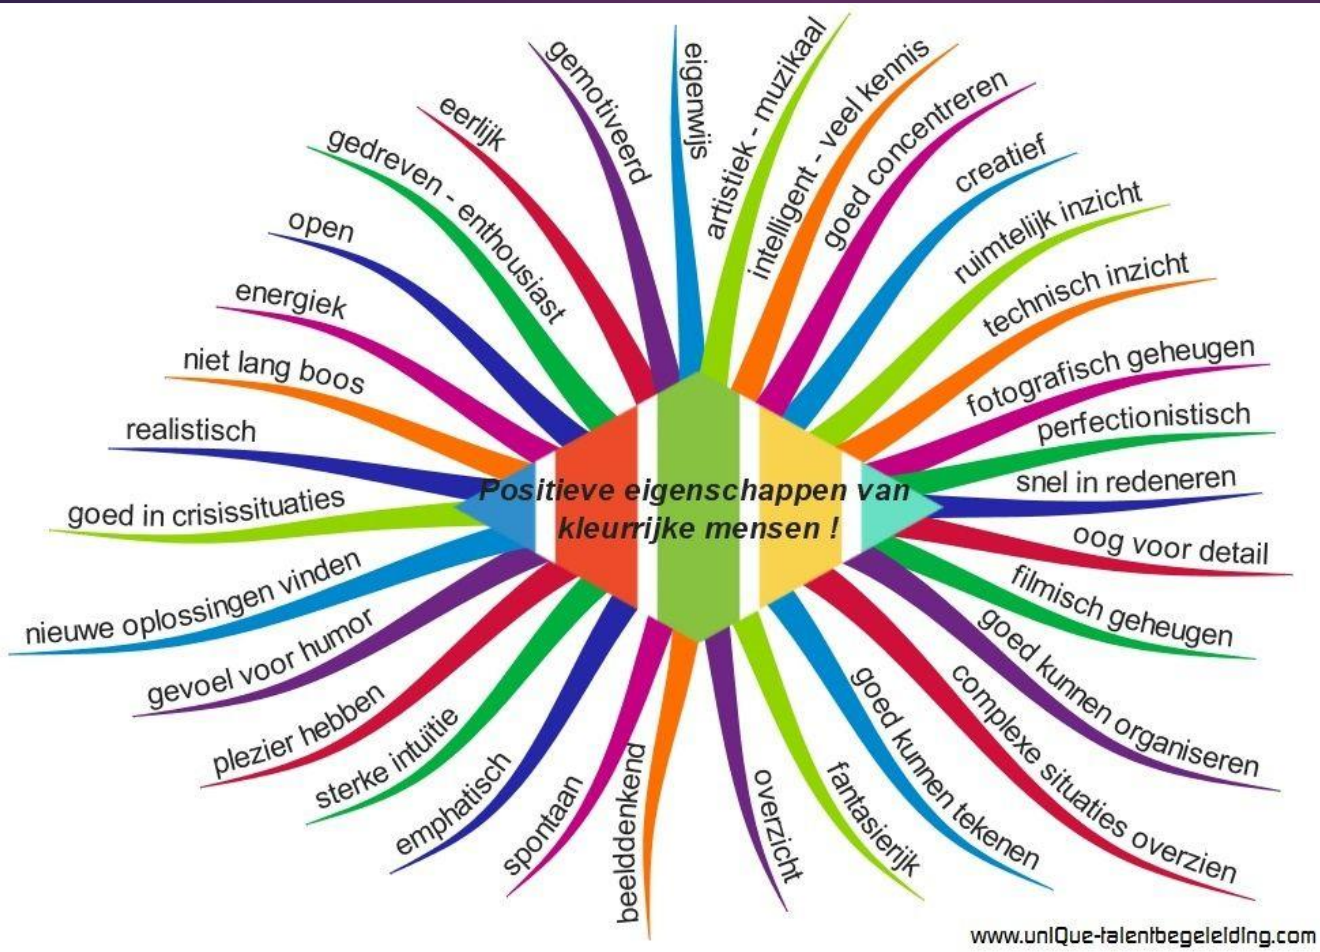 Positieve eigenschappen van
kleurrijke mensen !
eigenwijs
artistiek - muzikaal
intelligent - veel kennis
goed concentreren
creatief
ruimtelijk inzicht
technisch inzicht
fotografisch geheugen
perfectionistisch
snel in redeneren
oog voor detail
filmisch geheugen
goed kunnen organiseren
complexe situaties overzien
goed kunnen tekenen
fantasierijk
overzicht
beelddenkend
spontaan
emphatisch
sterke intuïtie
plezier hebben
gevoel voor humor
nieuwe oplossingen vinden
goed in crisissituaties
realistisch
niet lang boos
energiek
open
gedreven - enthousiast
eerlijk
gemotiveerd
www.unIQue-talentbegeleiding.com